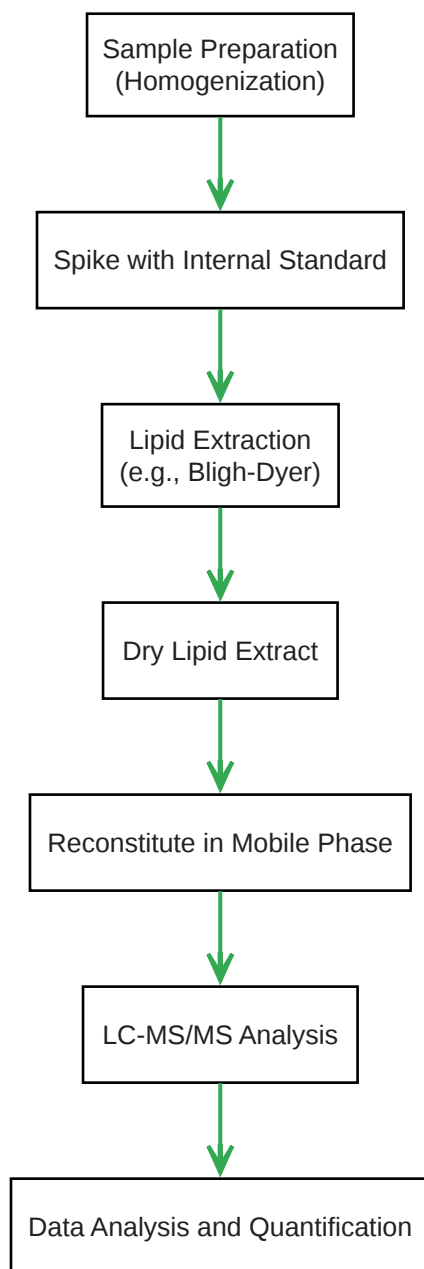 Sample Preparation
(Homogenization)
Spike with Internal Standard
Lipid Extraction
(e.g., Bligh-Dyer)
Dry Lipid Extract
Reconstitute in Mobile Phase
LC-MS/MS Analysis
Data Analysis and Quantification